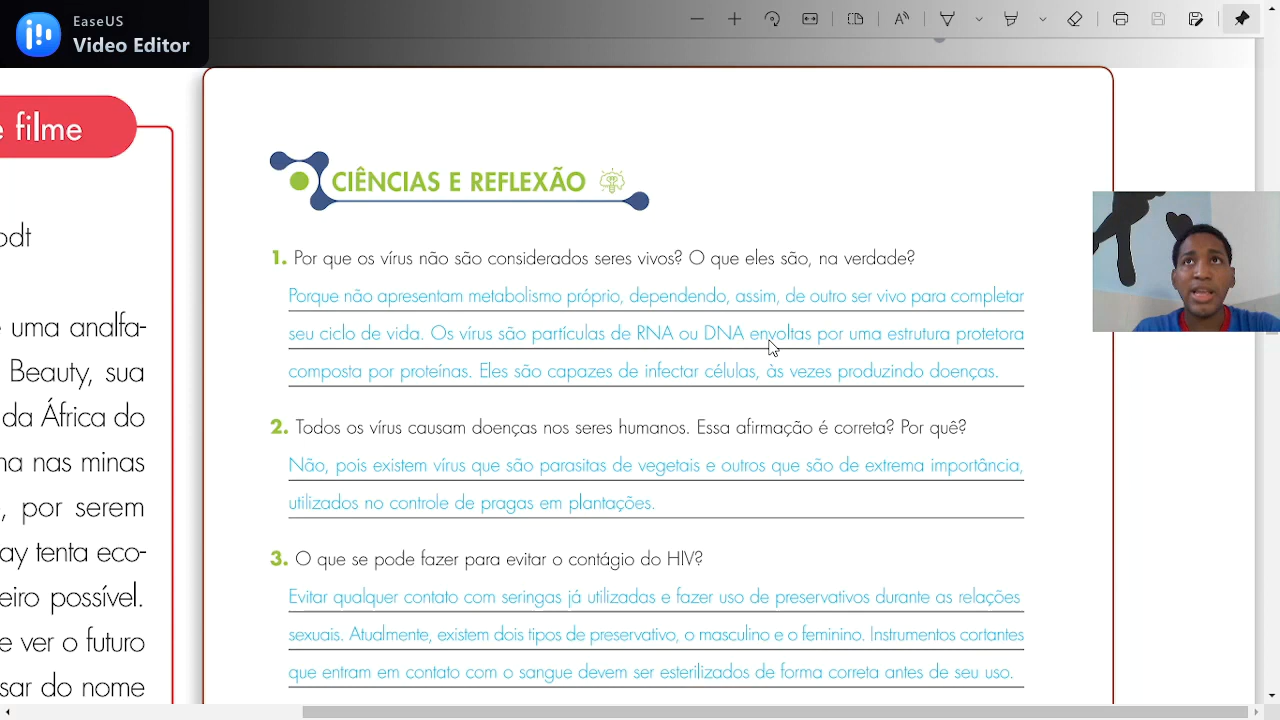 EaseUS
Video Editor
e filme
odt
e uma analfa-
Beauty, sua
da África do
na nas minas
, por serem
ay tenta eco-
eiro possível.
e ver o futuro
sar do nome
CIÊNCIAS E REFLEXÃO
1. Por que os vírus não são considerados seres vivos? O que eles são, na verdade?
Porque não apresentam metabolismo próprio, dependendo, assim, de outro ser vivo para completar
seu ciclo de vida. Os vírus são partículas de RNA ou DNA envoltas por uma estrutura protetora
composta por proteínas. Eles são capazes de infectar células, às vezes produzindo doenças.
2. Todos os vírus causam doenças nos seres humanos. Essa afirmação é correta? Por quê?
Não, pois existem vírus que são parasitas de vegetais e outros que são de extrema importância,
utilizados no controle de pragas em plantações.
3. O que se pode fazer para evitar o contágio do HIV?
Evitar qualquer contato com seringas já utilizadas e fazer uso de preservativos durante as relações
sexuais. Atualmente, existem dois tipos de preservativo, o masculino e o feminino. Instrumentos cortantes
que entram em contato com o sangue devem ser esterilizados de forma correta antes de seu uso.